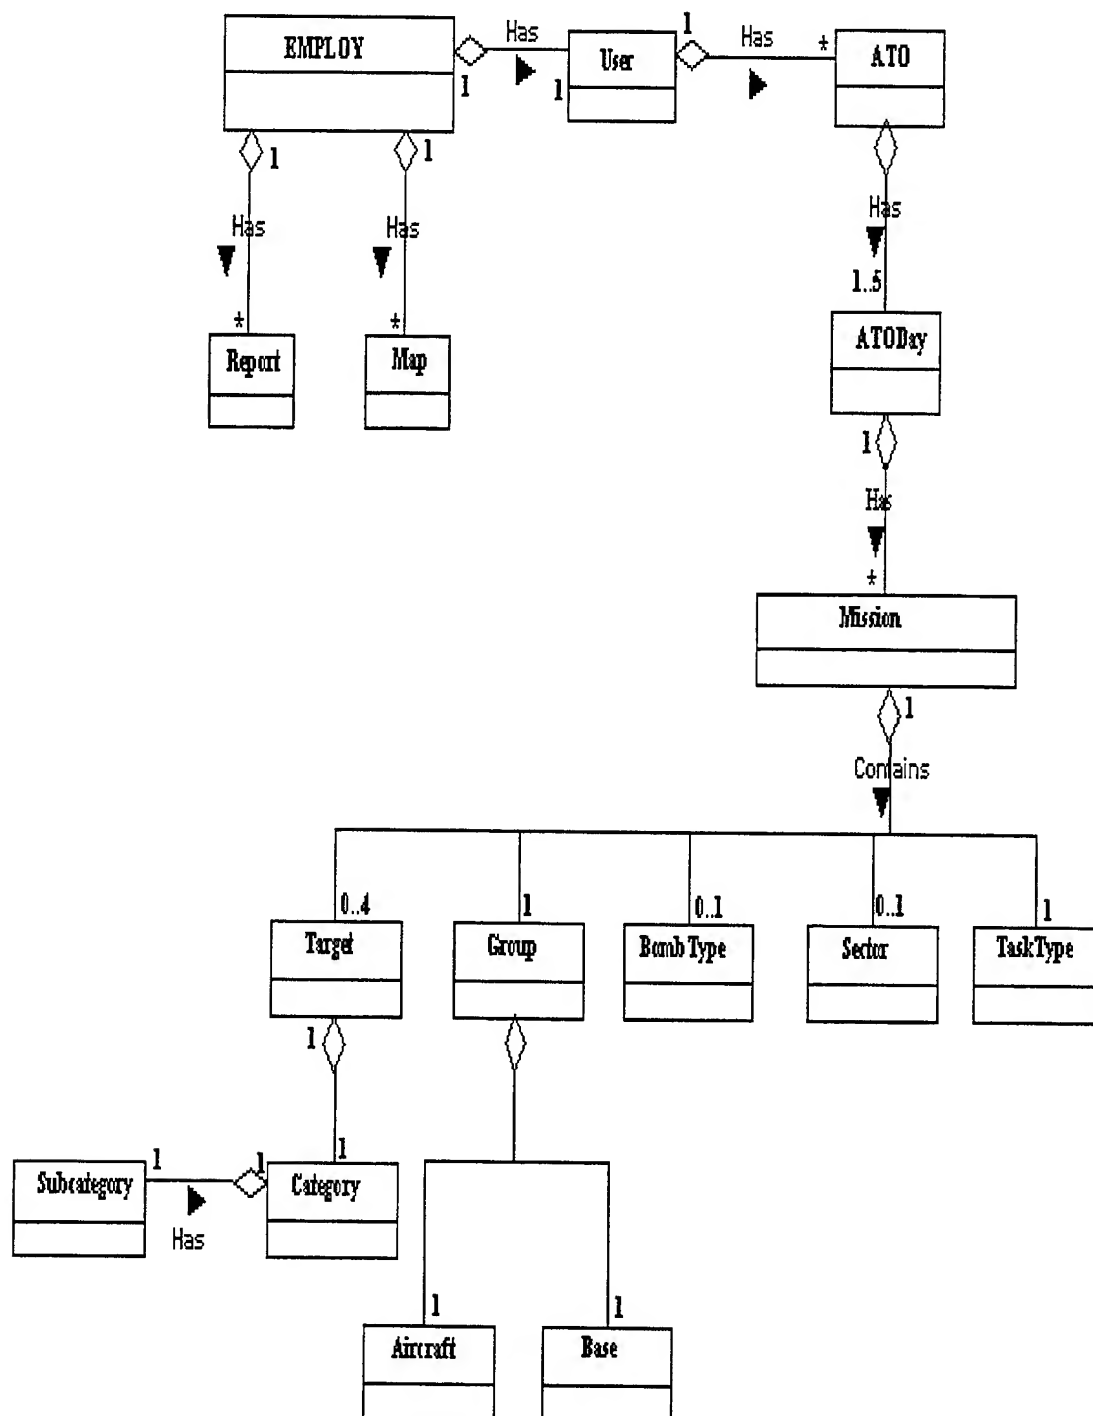 EMPLOY
1
Has
1
User
1
Has
*
ATO
1
1
Has
Has
Has
1..5
*
*
Report
Map
ATODay
1
Has
*
Mission
1
Contains
0..4
1
0..1
0..1
1
Target
Group
Bomb Type
Sector
TaskType
1
1
1
1
Subcategory
Category
Has
1
1
Aircraft
Base